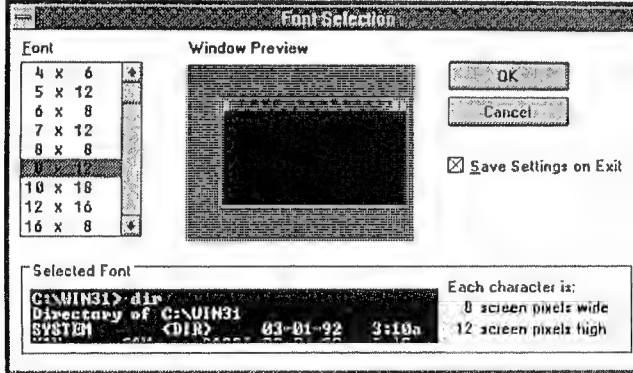 Font Selection
Font
4 x 6
5 x 12
6 x 8
7 x 12
8 x 8
8 x 12
10 x 18
12 x 16
16 x 8
Window Preview
OK
Cancel
Save Settings on Exit
Selected Font
C:\WIN31> dir
Directory of C:\WIN31
SYSTEM <DIR> 03-01-92 3:10a
Each character is:
8 screen pixels wide
12 screen pixels high